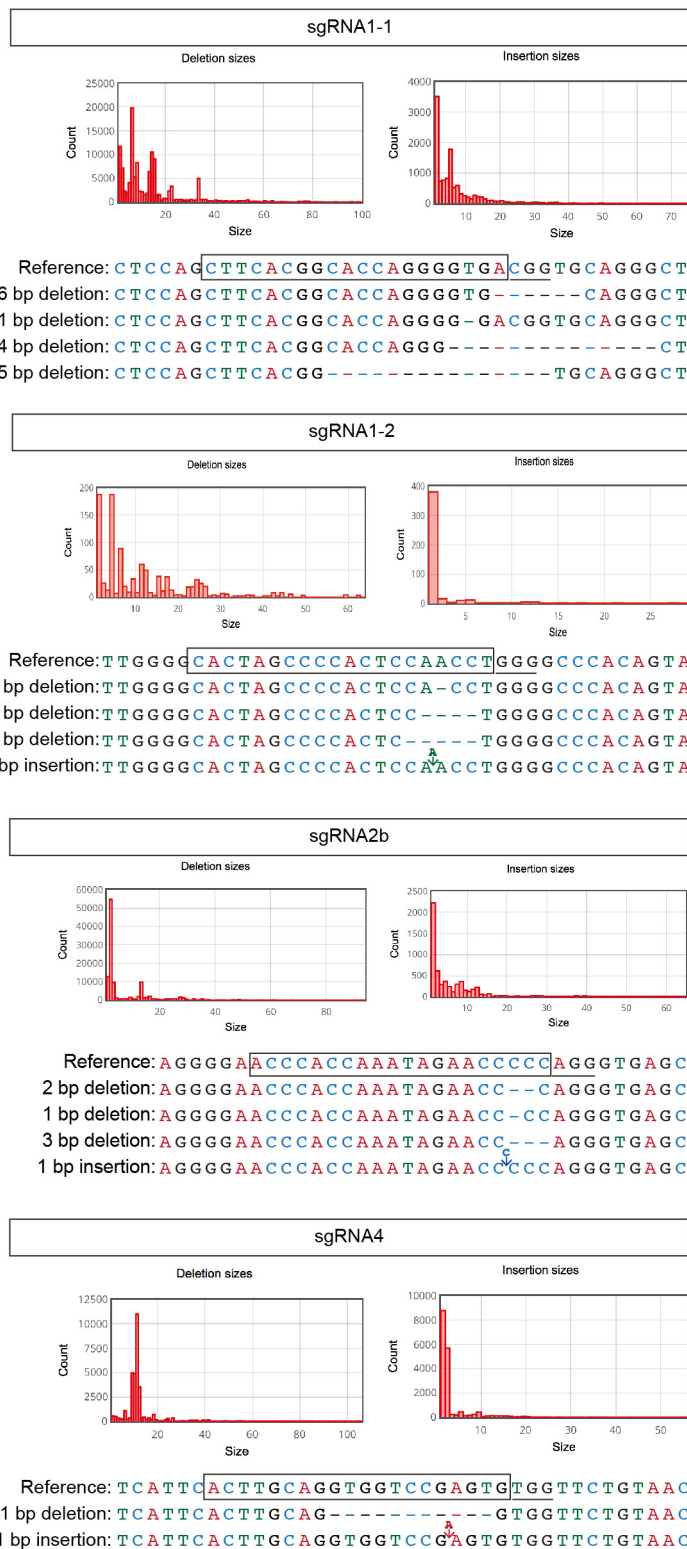 sgRNA1-1
Deletion sizes
Insertion sizes
25000
20000
15000
10000
5000
0
Count
20
40
60
80
100
Size
4000
3000
2000
1000
0
Count
10
20
30
40
50
60
70
Size
Reference: CTCCAGCTTCACGGCACCAGGGGTGACGGTGCAGGGCT
6 bp deletion: CTCCAGCTTCACGGCACCAGGGGTG------CAGGGCT
1 bp deletion: CTCCAGCTTCACGGCACCAGGGG-GACGGTGCAGGGCT
4 bp deletion: CTCCAGCTTCACGGCACCAGGG--------------CT
5 bp deletion: CTCCAGCTTCACGG---------------TGCAGGGCT
sgRNA1-2
Deletion sizes
Insertion sizes
200
150
100
50
0
Count
10
20
30
40
50
60
Size
400
300
200
100
0
Count
5
10
15
20
25
Size
Reference: TTGGGGCACTAGCCCCACTCCAACCTGGGGCCCACAGTA
bp deletion: TTGGGGCACTAGCCCCACTCCA-CCTGGGGCCCACAGTA
bp deletion: TTGGGGCACTAGCCCCACTCC----TGGGGCCCACAGTA
bp deletion: TTGGGGCACTAGCCCCACTC-----TGGGGCCCACAGTA
A
bp insertion: TTGGGGCACTAGCCCCACTCCAACCTGGGGCCCACAGTA
sgRNA2b
Deletion sizes
Insertion sizes
60000
50000
40000
30000
20000
10000
0
Count
20
40
60
80
Size
2500
2000
1500
1000
500
0
Count
10
20
30
40
50
60
Size
Reference: AGGGGAACCCACCAAATAGAACCCCCAGGGTGAGC
2 bp deletion: AGGGGAACCCACCAAATAGAACC--CAGGGTGAGC
1 bp deletion: AGGGGAACCCACCAAATAGAACC-CCAGGGTGAGC
3 bp deletion: AGGGGAACCCACCAAATAGAACC---AGGGTGAGC
C
1 bp insertion: AGGGGAACCCACCAAATAGAACCCCCAGGGTGAGC
sgRNA4
Deletion sizes
Insertion sizes
12500
10000
7500
5000
2500
0
Count
20
40
60
80
100
Size
10000
8000
6000
4000
2000
0
Count
10
20
30
40
50
Size
Reference: TCATTCACTTGCAGGTGGTCCGAGTGTGGTTCTGTAAC
1 bp deletion: TCATTCACTTGCAG-----------GTGGTTCTGTAAC
A
1 bp insertion: TCATTCACTTGCAGGTGGTCCGAGTGTGGTTCTGTAAC